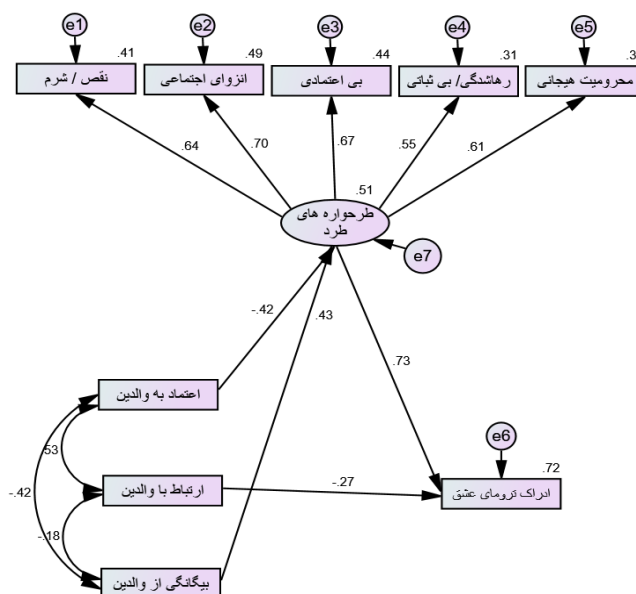 e1
e2
e3
e4
e5
.41
.49
.44
.31
نقص / شرم
انزوای اجتماعی
بی اعتمادی
رهاشدگی/ بی ثباتی
محرومیت هیجانی
.64
.70
.67
.55
.61
.51
طرحواره های
طرد
e7
-.42
.43
.73
اعتماد به والدین
e6
.53
.72
-.42
ارتباط با والدین
-.27
ادراک ترومای عشق
-.18
بیگانگی از والدین